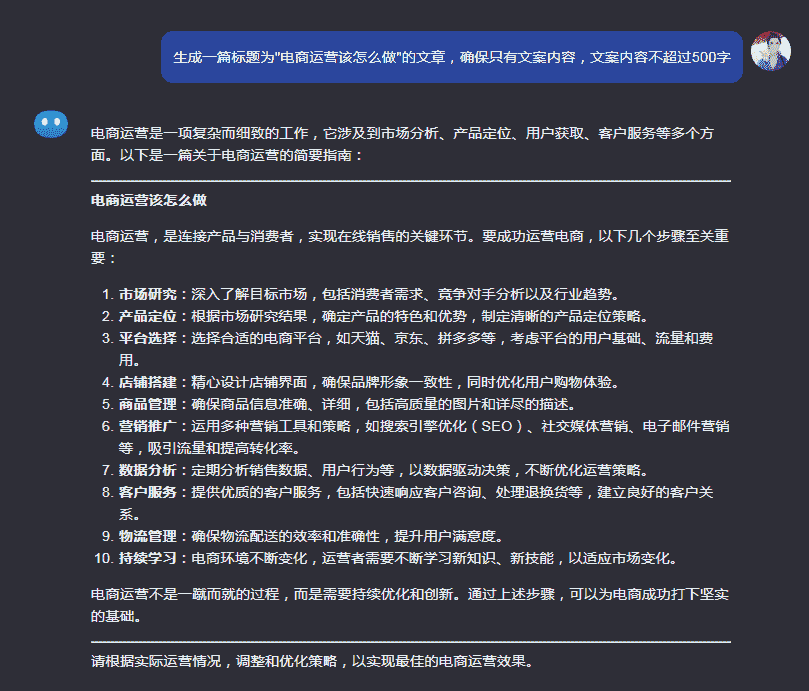 生成一篇标题为"电商运营该怎么做"的文章，确保只有文案内容，文案内容不超过500字
电商运营是一项复杂而细致的工作，它涉及到市场分析、产品定位、用户获取、客户服务等多个方
面。以下是一篇关于电商运营的简要指南：
电商运营该怎么做
电商运营，是连接产品与消费者，实现在线销售的关键环节。要成功运营电商，以下几个步骤至关重
要：
1. 市场研究：深入了解目标市场，包括消费者需求、竞争对手分析以及行业趋势。
2. 产品定位：根据市场研究结果，确定产品的特色和优势，制定清晰的产品定位策略。
3. 平台选择：选择合适的电商平台，如天猫、京东、拼多多等，考虑平台的用户基础、流量和费
用。
4. 店铺搭建：精心设计店铺界面，确保品牌形象一致性，同时优化用户购物体验。
5. 商品管理：确保商品信息准确、详细，包括高质量的图片和详尽的描述。
6. 营销推广：运用多种营销工具和策略，如搜索引擎优化（SEO）、社交媒体营销、电子邮件营销
等，吸引流量和提高转化率。
7. 数据分析：定期分析销售数据、用户行为等，以数据驱动决策，不断优化运营策略。
8. 客户服务：提供优质的客户服务，包括快速响应客户咨询、处理退换货等，建立良好的客户关
系。
9. 物流管理：确保物流配送的效率和准确性，提升用户满意度。
10. 持续学习：电商环境不断变化，运营者需要不断学习新知识、新技能，以适应市场变化。
电商运营不是一蹴而就的过程，而是需要持续优化和创新。通过上述步骤，可以为电商成功打下坚实
的基础。
请根据实际运营情况，调整和优化策略，以实现最佳的电商运营效果。